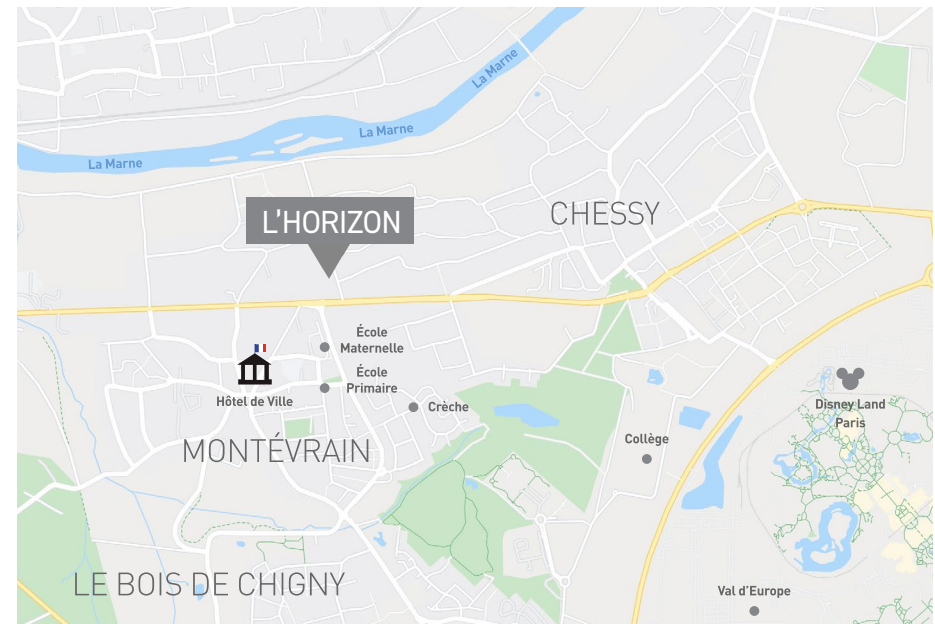 La Marne
La Marne
La Marne
L'HORIZON
CHESSY
École
Maternelle
École
Primaire
Hôtel de Ville
Crèche
Disney Land
Paris
Collège
MONTÉVRAIN
LE BOIS DE CHIGNY
Val d'Europe